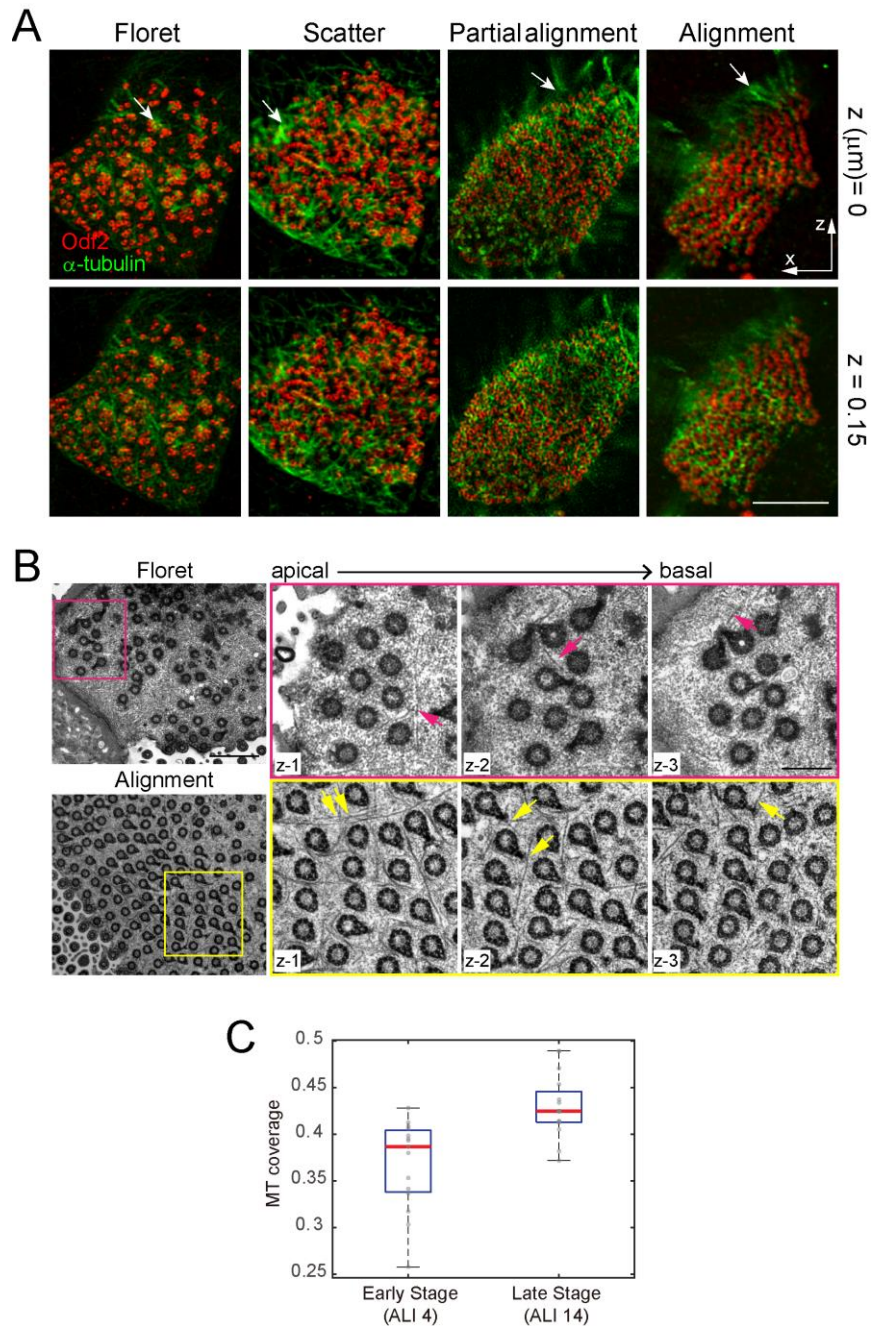 A
Floret Scatter Partial alignment Alignment
Odf2
α-tubulin
z (μm)= 0
z
x
z = 0.15
B
Floret
apical basal
z-1 z-2 z-3
Alignment
z-1 z-2 z-3
C
MT coverage
0.5
0.45
0.4
0.35
0.3
0.25
Early Stage Late Stage
(ALI 4) (ALI 14)